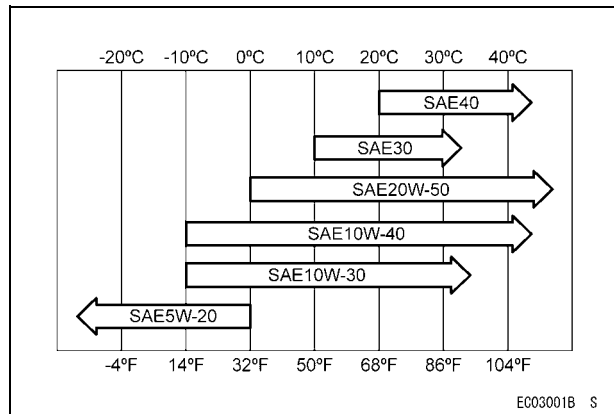 -20ºC -10ºC 0ºC 10ºC 20ºC 30ºC 40ºC
SAE40
SAE30
SAE20W-50
SAE10W-40
SAE10W-30
SAE5W-20
-4ºF 14ºF 32ºF 50ºF 68ºF 86ºF 104ºF
EC03001B S